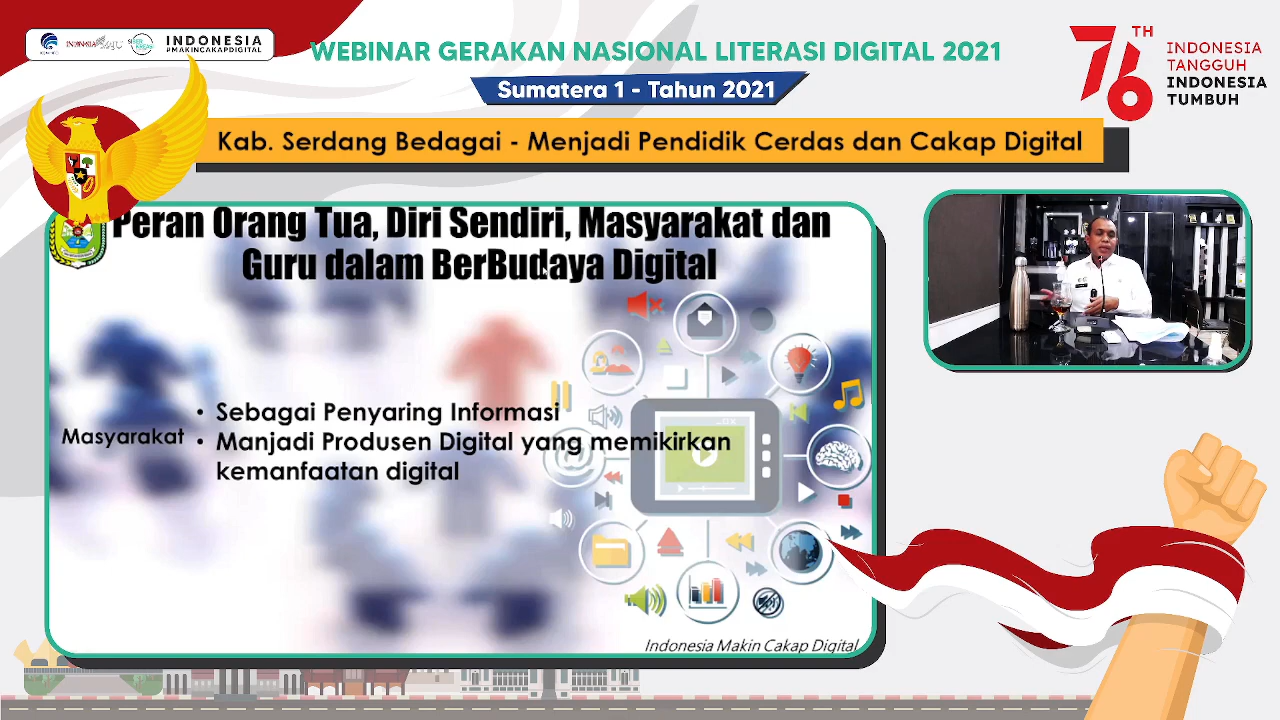 INDONESIA
#MAKINCAKAPDIGITAL
WEBINAR GERAKAN NASIONAL LITERASI DIGITAL 2021
Sumatera 1 - Tahun 2021
76 TH
INDONESIA
TANGGUH
INDONESIA
TUMBUH
Kab. Serdang Bedagai - Menjadi Pendidik Cerdas dan Cakap Digital
Peran Orang Tua, Diri Sendiri, Masyarakat dan
Guru dalam BerBudaya Digital
Masyarakat
• Sebagai Penyaring Informasi
• Manjadi Produsen Digital yang memikirkan
kemanfaatan digital
Indonesia Makin Cakap Digital